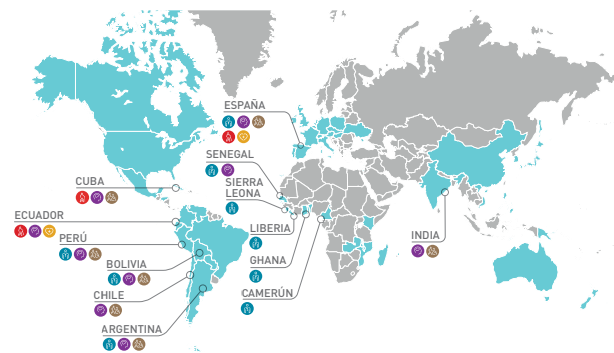 ESPAÑA
SENEGAL
SIERRA
LEONA
CUBA
ECUADOR
LIBERIA
PERÚ
INDIA
GHANA
BOLIVIA
CAMERÚN
CHILE
ARGENTINA